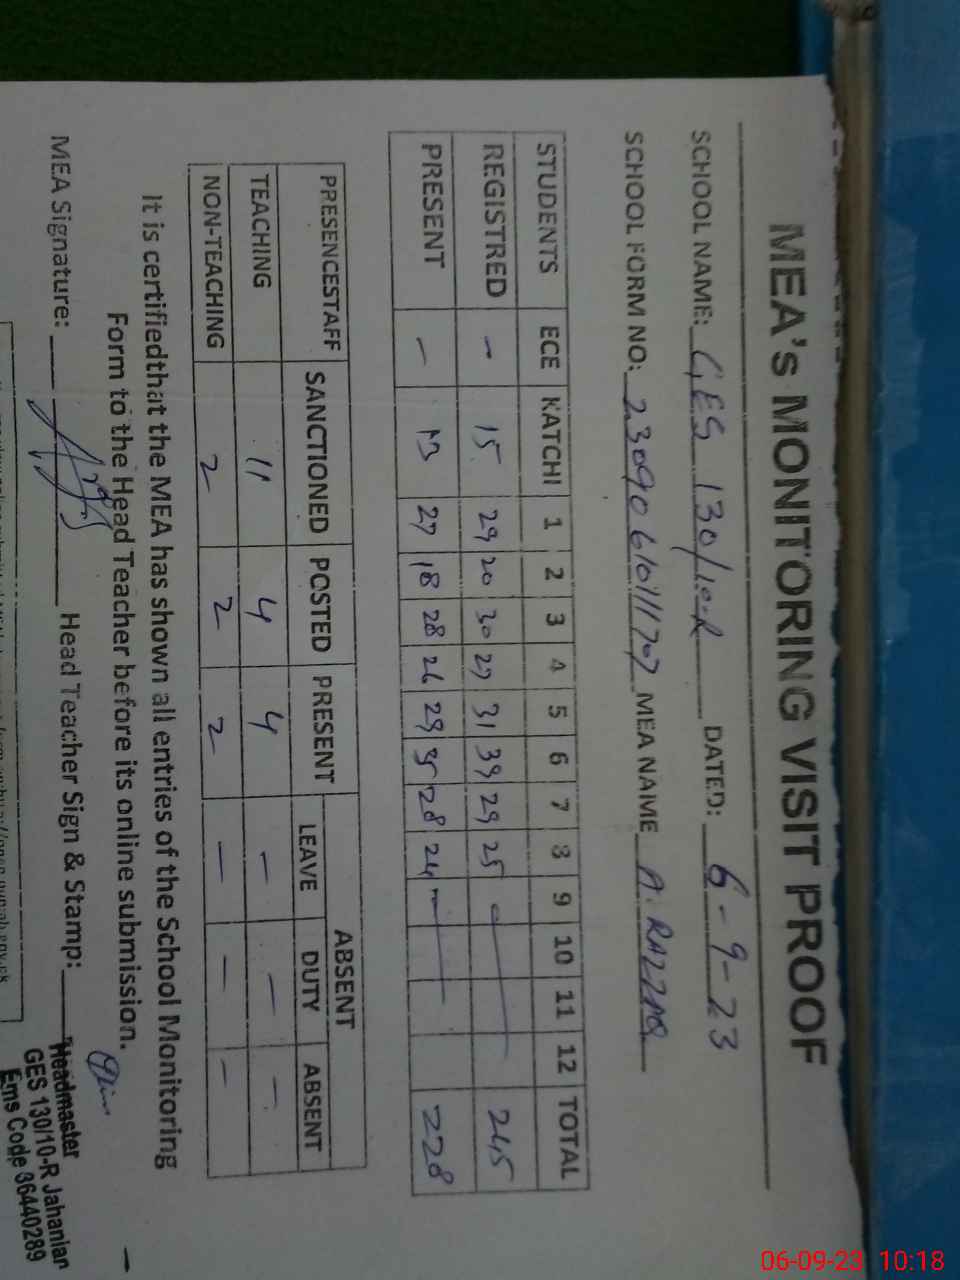 MEA's MONITORING VISIT PROOF
SCHOOL NAME: GES 130/10-R DATED: 6-9-23
SCHOOL FORM NO: MEA NAME A. RAZZAQ
STUDENTS ECE KATCHI 1 2 3 4 5 6 7 8 9 10 11 12 TOTAL
REGISTRED - 15 29 20 30 27 31 39 29 25 - 245
PRESENT - 13 27 18 28 26 29 35 28 24 - 228
PRESENCESTAFF SANCTIONED POSTED PRESENT ABSENT
LEAVE DUTY ABSENT
TEACHING 11 4 4 - - -
NON-TEACHING 2 2 2 - - -
It is certifiedthat the MEA has shown all entries of the School Monitoring
Form to the Head Teacher before its online submission.
MEA Signature: Head Teacher Sign & Stamp:
Headmaster
GES 130/10-R Jahanian
Ems Code 36440289
06-09-23 10:18